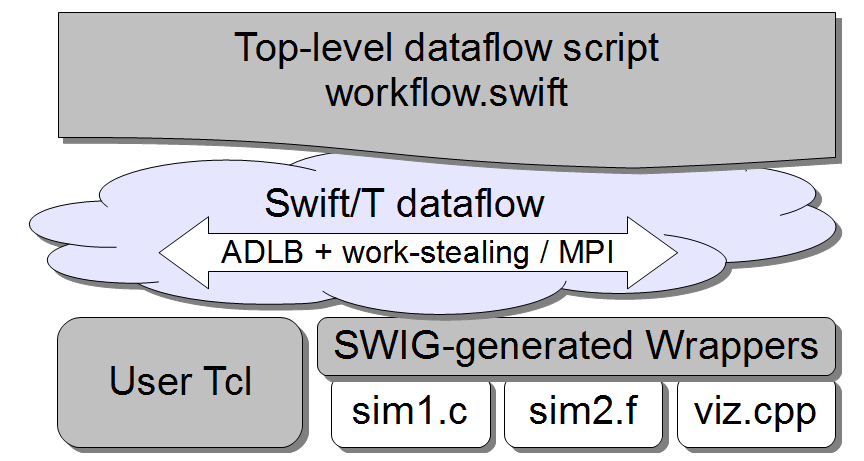 Top-level dataflow script
workflow.swift
Swift/T dataflow
ADLB + work-stealing / MPI
User Tcl
SWIG-generated Wrappers
sim1.c
sim2.f
viz.cpp